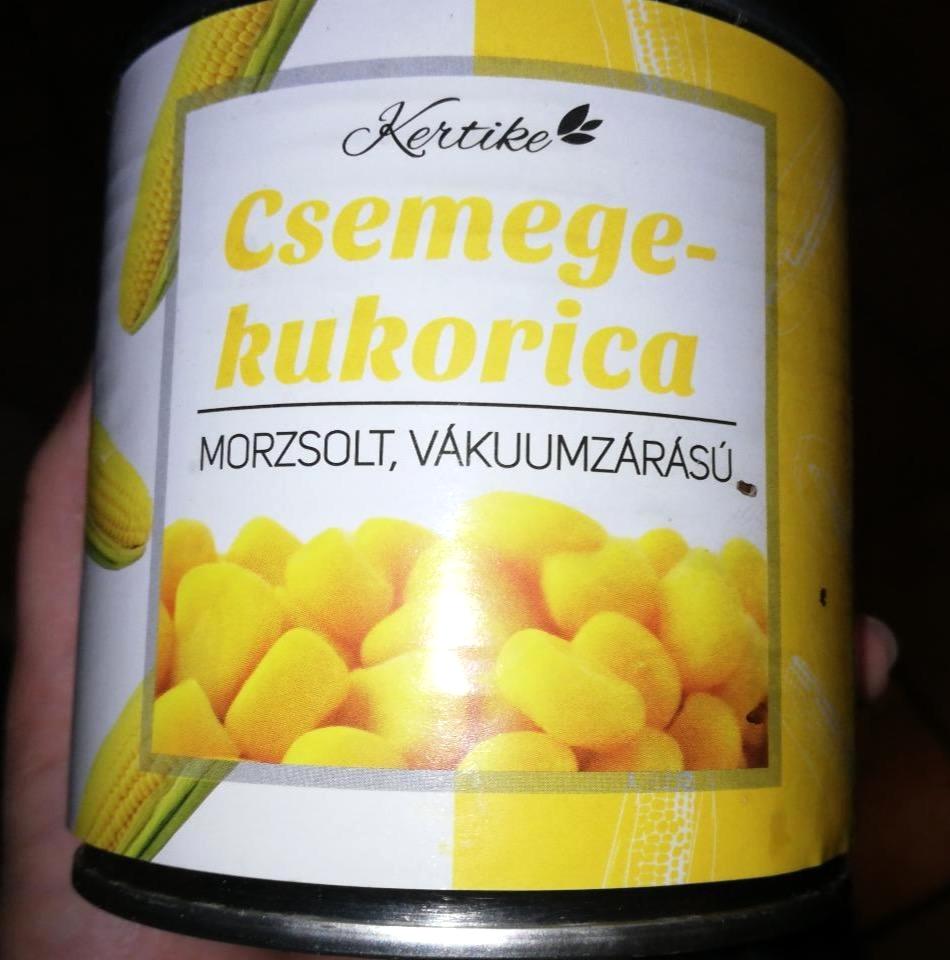 Kertike
Csemege-
kukorica
MORZSOLT, VÁKUUMZÁRÁSÚ